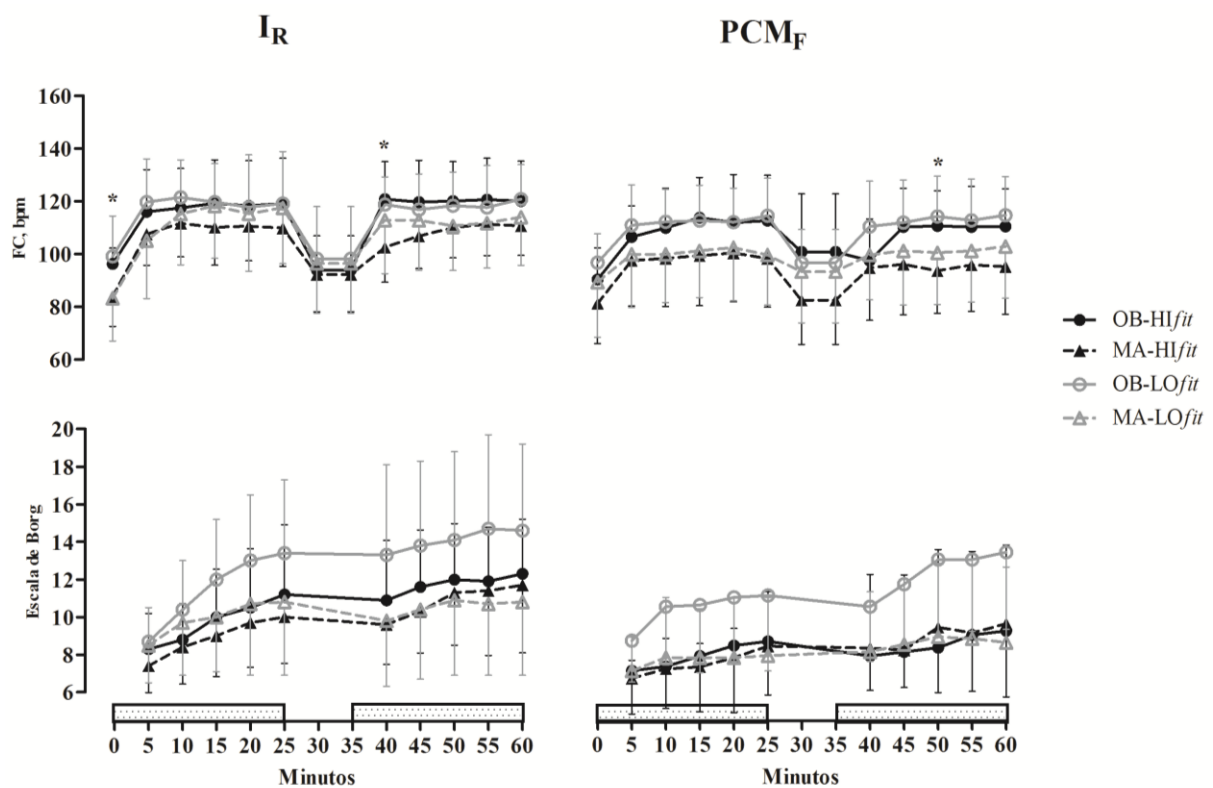 I_R PCM_F
*
*
*
FC, bpm
160
140
120
100
80
60
OB-HIfit
MA-HIfit
OB-LOfit
MA-LOfit
Escala de Borg
20
18
16
14
12
10
8
6
0 5 10 15 20 25 30 35 40 45 50 55 60
0 5 10 15 20 25 30 35 40 45 50 55 60
Minutos
Minutos